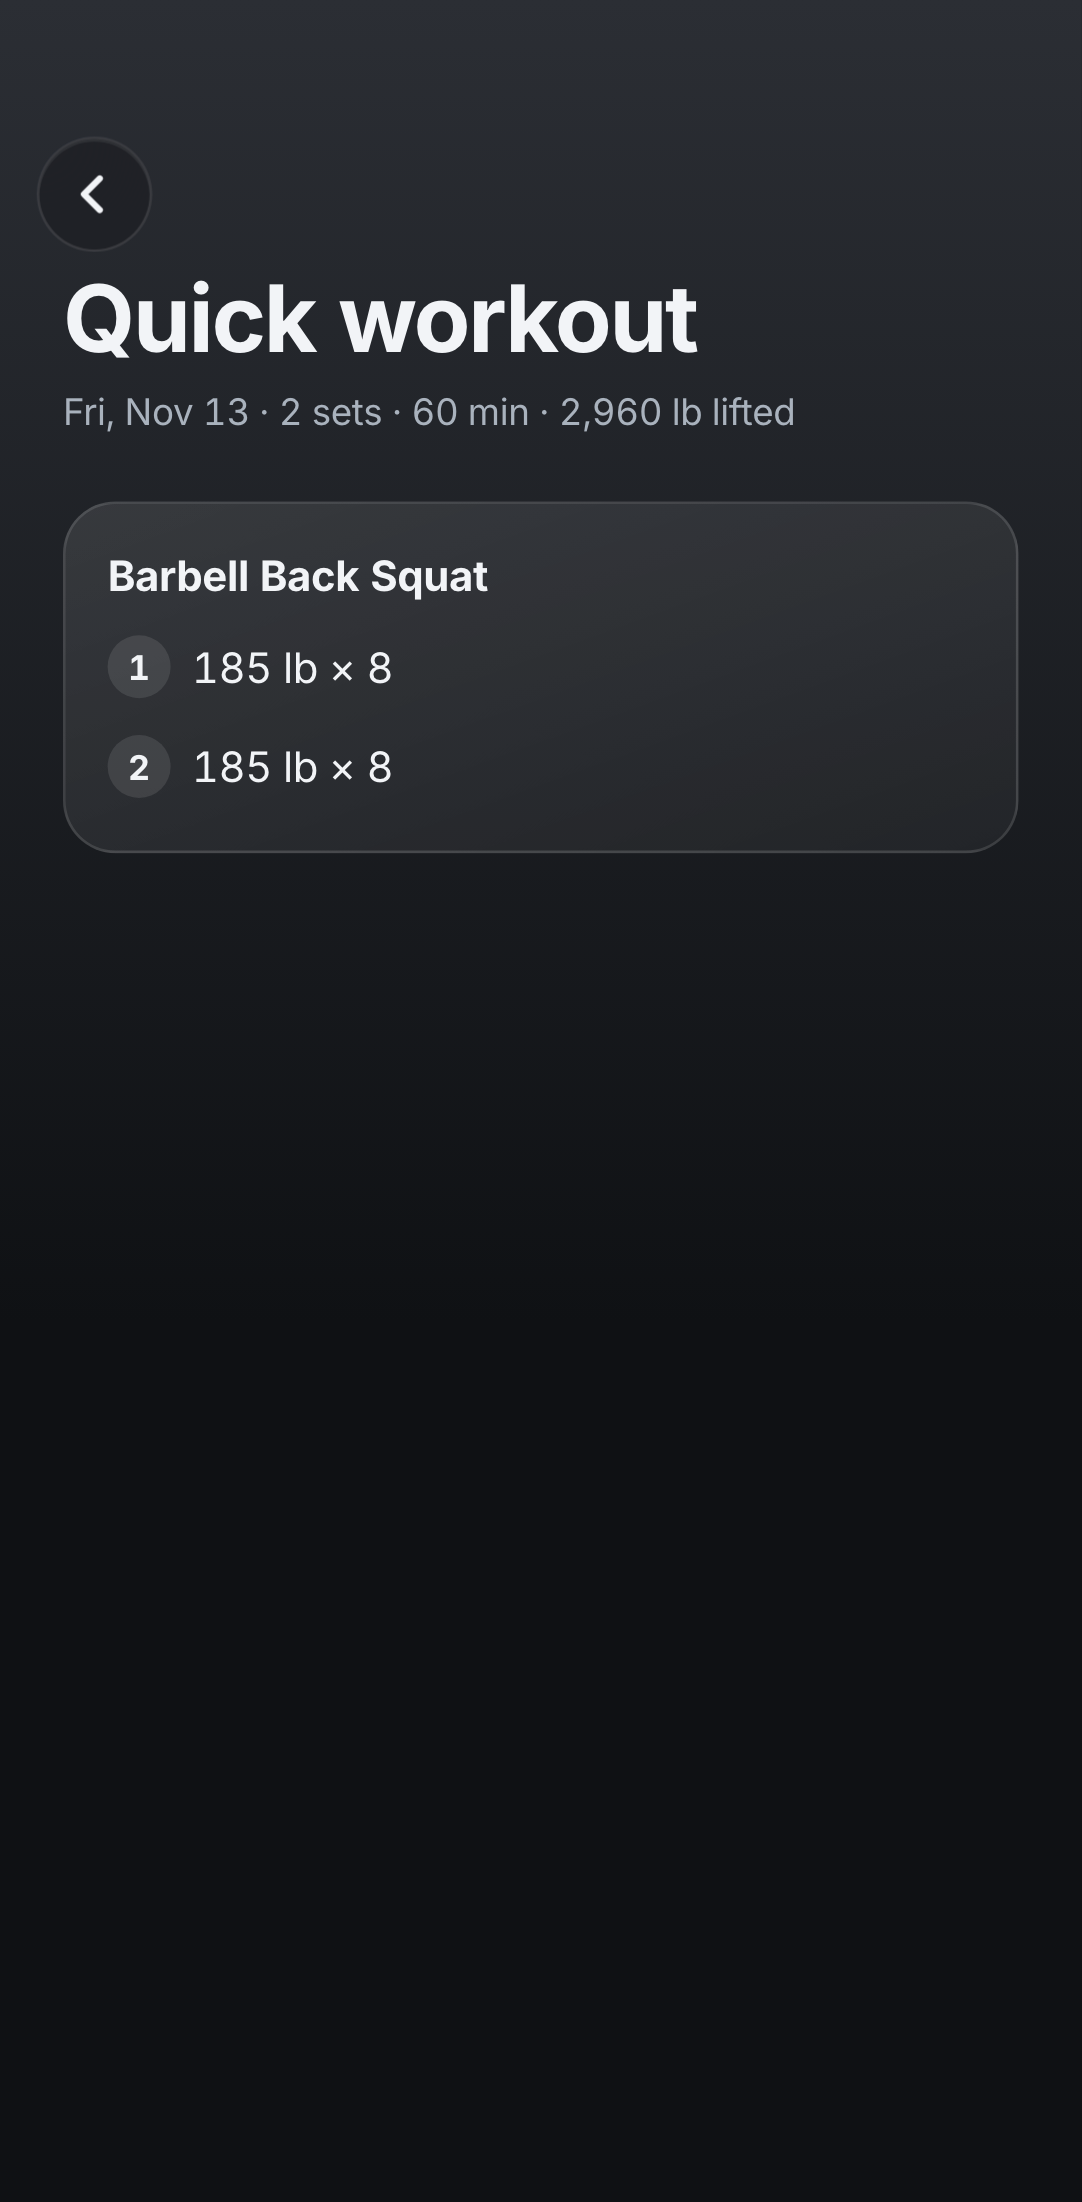 Quick workout
Fri, Nov 13 · 2 sets · 60 min · 2,960 lb lifted
Barbell Back Squat
1 185 lb × 8
2 185 lb × 8